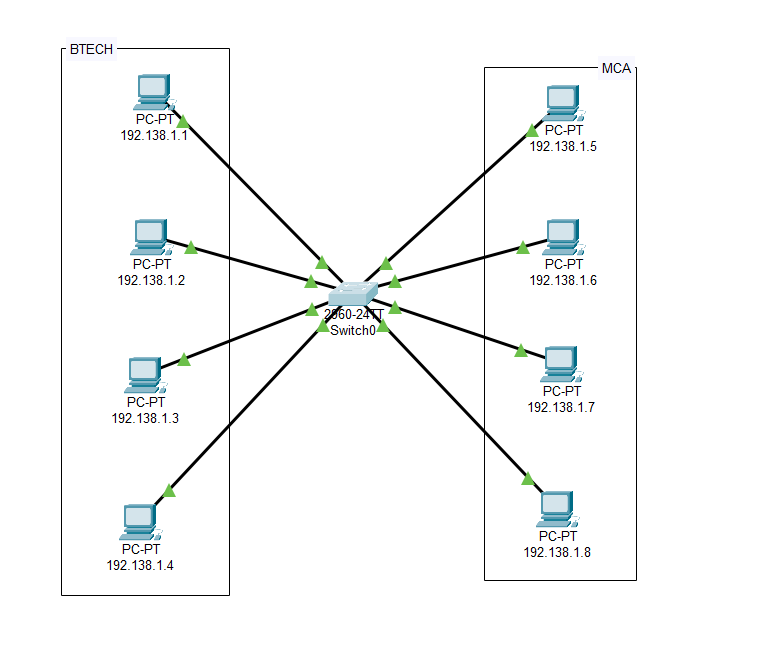 BTECH
PC-PT
192.138.1.1
PC-PT
192.138.1.2
PC-PT
192.138.1.3
PC-PT
192.138.1.4
2960-24TT
Switch0
MCA
PC-PT
192.138.1.5
PC-PT
192.138.1.6
PC-PT
192.138.1.7
PC-PT
192.138.1.8